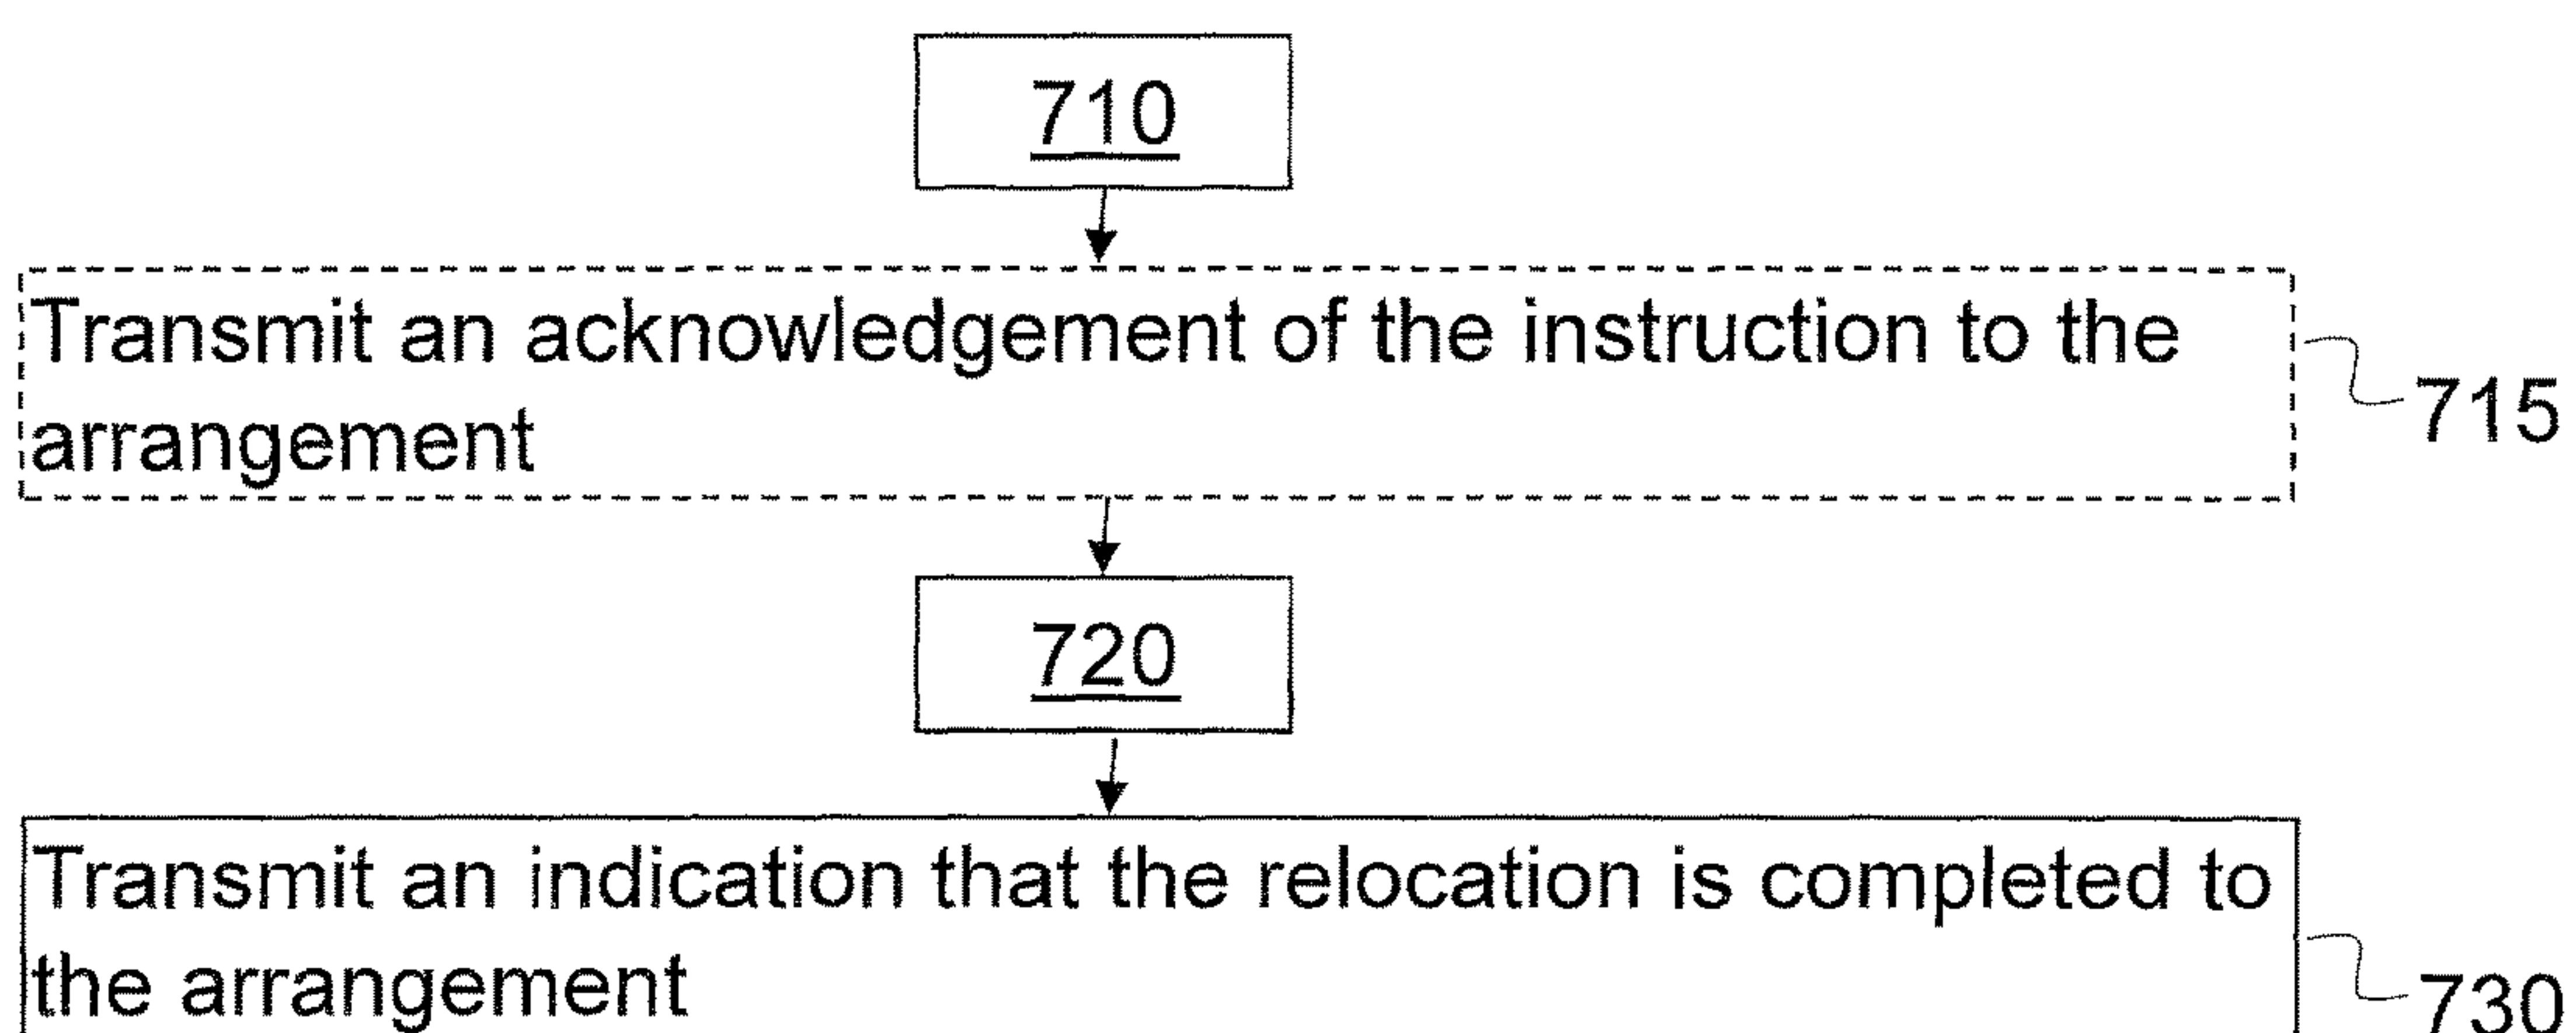 710
Transmit an acknowledgement of the instruction to the
arrangement
715
720
Transmit an indication that the relocation is completed to
the arrangement
730